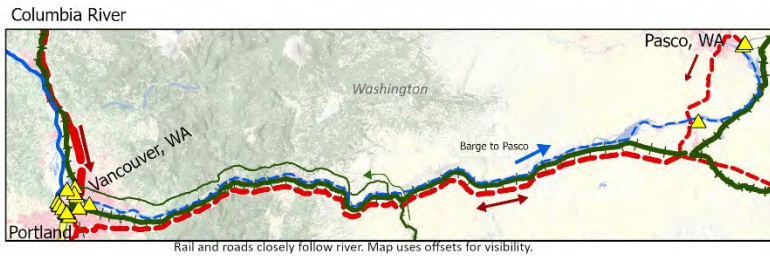 Columbia River
Pasco, WA
Washington
Barge to Pasco
Vancouver, WA
Portland
Rail and roads closely follow river. Map uses offsets for visibility.